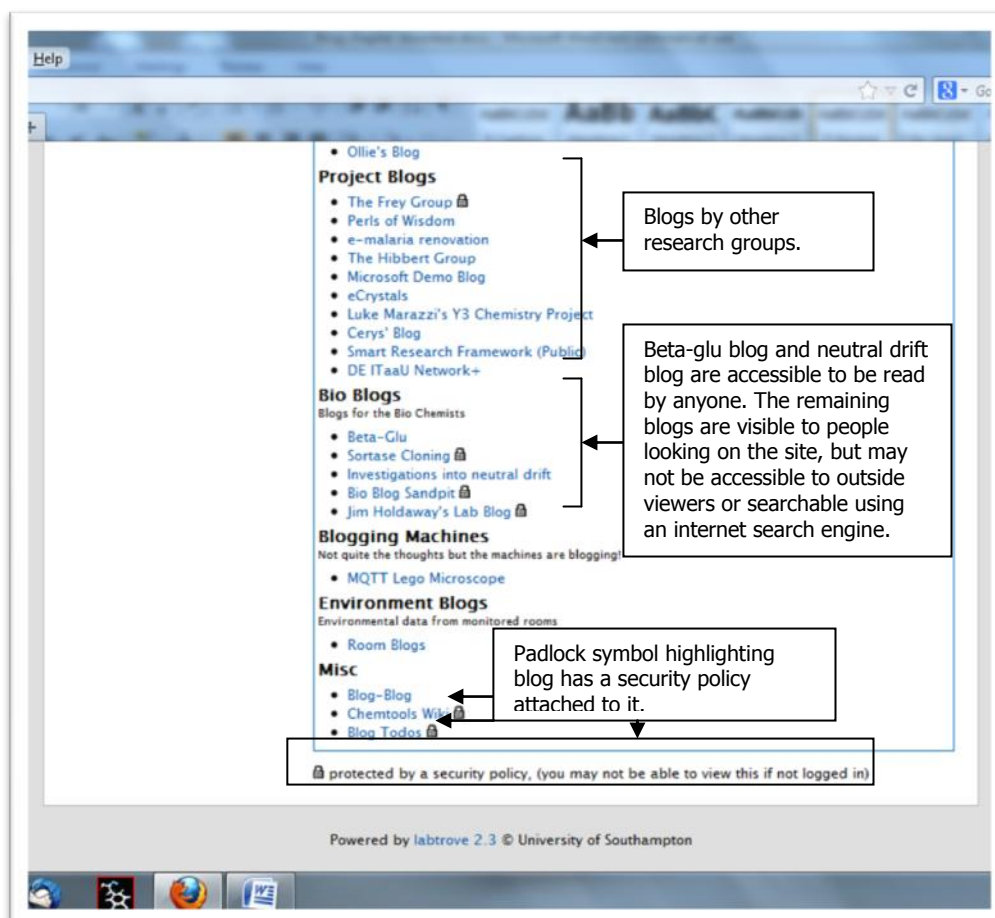 Help
Go
AaBb AaBbC
Ollie's Blog
Project Blogs
The Frey Group
Perls of Wisdom
e-malaria renovation
The Hibbert Group
Microsoft Demo Blog
eCrystals
Luke Marazzi's Y3 Chemistry Project
Cerys' Blog
Smart Research Framework (Public)
DE ITaaU Network+
Blogs by other
research groups.
Bio Blogs
Blogs for the Bio Chemists
Beta-Glu
Sortase Cloning
Investigations into neutral drift
Bio Blog Sandpit
Jim Holdaway's Lab Blog
Beta-glu blog and neutral drift
blog are accessible to be read
by anyone. The remaining
blogs are visible to people
looking on the site, but may
not be accessible to outside
viewers or searchable using
an internet search engine.
Blogging Machines
Not quite the thoughts but the machines are blogging!
MQTT Lego Microscope
Environment Blogs
Environmental data from monitored rooms
Room Blogs
Misc
Blog-Blog
Chemtools Wiki
Blog Todos
Padlock symbol highlighting
blog has a security policy
attached to it.
protected by a security policy, (you may not be able to view this if not logged in)
Powered by labtrove 2.3 © University of Southampton